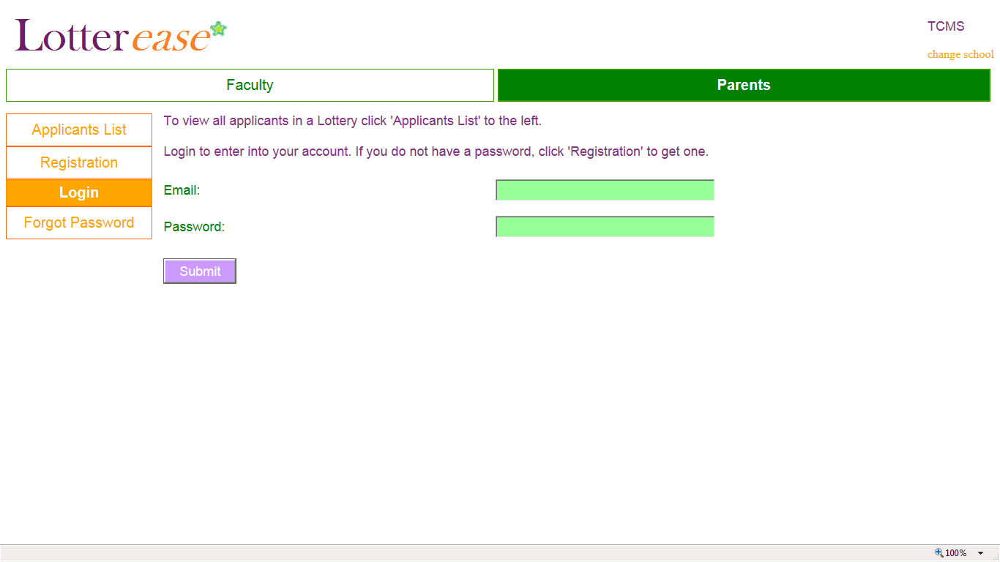 Lotterease
TCMS
change school
Faculty
Parents
Applicants List
Registration
Login
Forgot Password
To view all applicants in a Lottery click 'Applicants List' to the left.
Login to enter into your account. If you do not have a password, click 'Registration' to get one.
Email:
Password:
Submit
100%